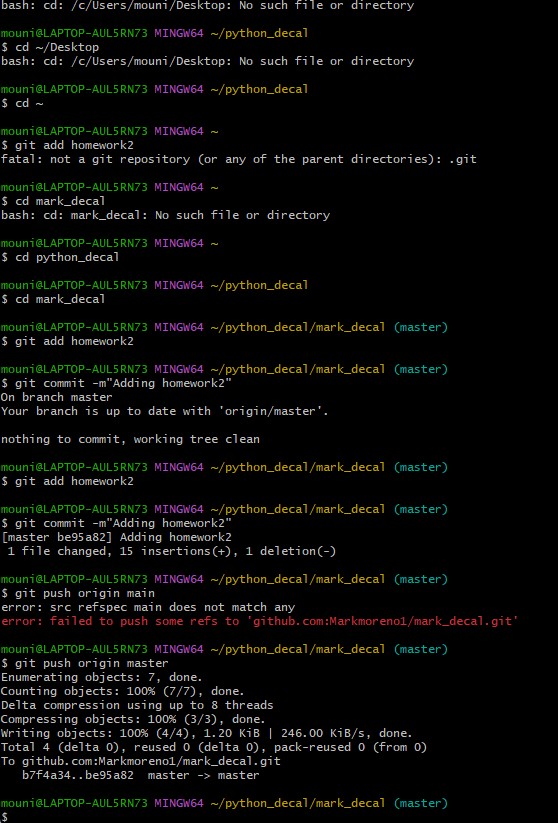 bash: cd: /c/Users/mouni/Desktop: No such file or directory
mouni@LAPTOP-AUL5RN73 MINGW64 ~/python_decal
$ cd ~/Desktop
bash: cd: /c/Users/mouni/Desktop: No such file or directory
mouni@LAPTOP-AUL5RN73 MINGW64 ~/python_decal
$ cd ~
mouni@LAPTOP-AUL5RN73 MINGW64 ~
$ git add homework2
fatal: not a git repository (or any of the parent directories): .git
mouni@LAPTOP-AUL5RN73 MINGW64 ~
$ cd mark_decal
bash: cd: mark_decal: No such file or directory
mouni@LAPTOP-AUL5RN73 MINGW64 ~
$ cd python_decal
mouni@LAPTOP-AUL5RN73 MINGW64 ~/python_decal
$ cd mark_decal
mouni@LAPTOP-AUL5RN73 MINGW64 ~/python_decal/mark_decal (master)
$ git add homework2
mouni@LAPTOP-AUL5RN73 MINGW64 ~/python_decal/mark_decal (master)
$ git commit -m"Adding homework2"
On branch master
Your branch is up to date with 'origin/master'.
nothing to commit, working tree clean
mouni@LAPTOP-AUL5RN73 MINGW64 ~/python_decal/mark_decal (master)
$ git add homework2
mouni@LAPTOP-AUL5RN73 MINGW64 ~/python_decal/mark_decal (master)
$ git commit -m"Adding homework2"
[master be95a82] Adding homework2
1 file changed, 15 insertions(+), 1 deletion(-)
mouni@LAPTOP-AUL5RN73 MINGW64 ~/python_decal/mark_decal (master)
$ git push origin main
error: src refspec main does not match any
error: failed to push some refs to 'github.com:Markmoreno1/mark_decal.git'
mouni@LAPTOP-AUL5RN73 MINGW64 ~/python_decal/mark_decal (master)
$ git push origin master
Enumerating objects: 7, done.
Counting objects: 100% (7/7), done.
Delta compression using up to 8 threads
Compressing objects: 100% (3/3), done.
Writing objects: 100% (4/4), 1.20 KiB | 246.00 KiB/s, done.
Total 4 (delta 0), reused 0 (delta 0), pack-reused 0 (from 0)
To github.com:Markmoreno1/mark_decal.git
b7f4a34..be95a82  master -> master
mouni@LAPTOP-AUL5RN73 MINGW64 ~/python_decal/mark_decal (master)
$